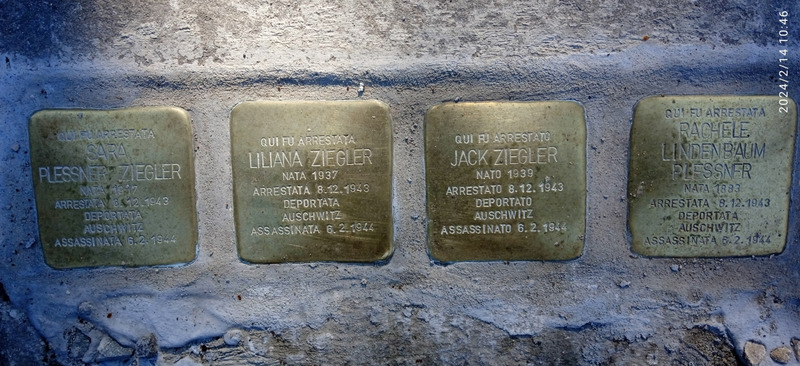 QUI FU ARRESTATA
SARA
PLESSNER ZIEGLER
ARRESTATA 8.12.1943
DEPORTATA
AUSCHWITZ
ASSASSINATA 6.2.1944
QUI FU ARRESTATA
LILIANA ZIEGLER
NATA 1937
ARRESTATA 8.12.1943
DEPORTATA
AUSCHWITZ
ASSASSINATA 6.2.1944
QUI FU ARRESTATO
JACK ZIEGLER
NATO 1939
ARRESTATO 8.12.1943
DEPORTATO
AUSCHWITZ
ASSASSINATO 6.2.1944
QUI FU ARRESTATA
RACHELE
LINDENBAUM
PLESSNER
NATA 1883
ARRESTATA 8.12.1943
DEPORTATA
AUSCHWITZ
ASSASSINATA 6.2.1944
2024/2/14 10:46